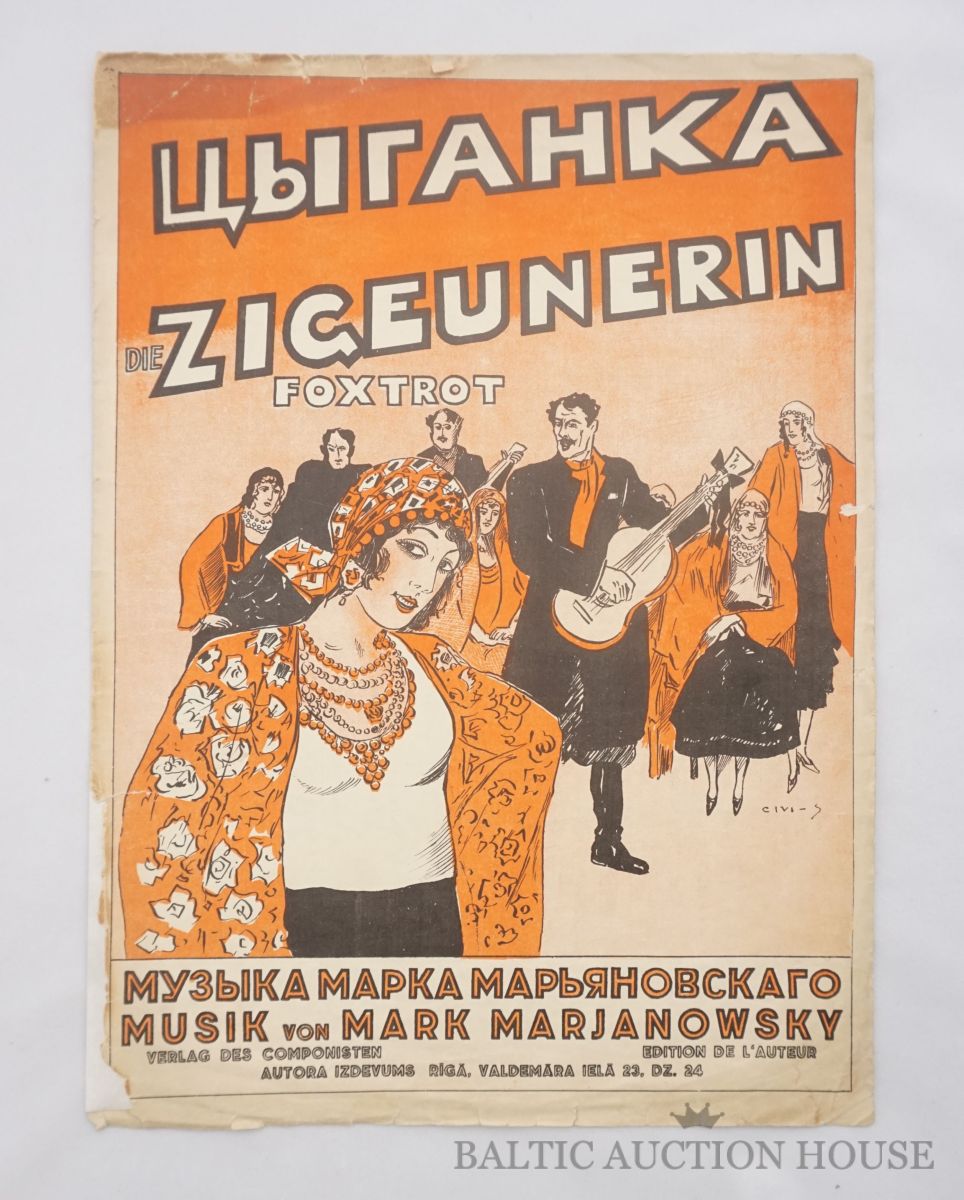 ЦЫГАНКА
DIE ZIGEUNERIN
FOXTROT
CIVI-S
МУЗЫКА МАРКА МАРЬЯНОВСКАГО
MUSIK VON MARK MARJANOWSKY
VERLAG DES COMPONISTEN EDITION DE L'AUTEUR
AUTORA IZDEVUMS RĪGĀ, VALDEMĀRA IELĀ 23, DZ. 24
BALTIC AUCTION HOUSE